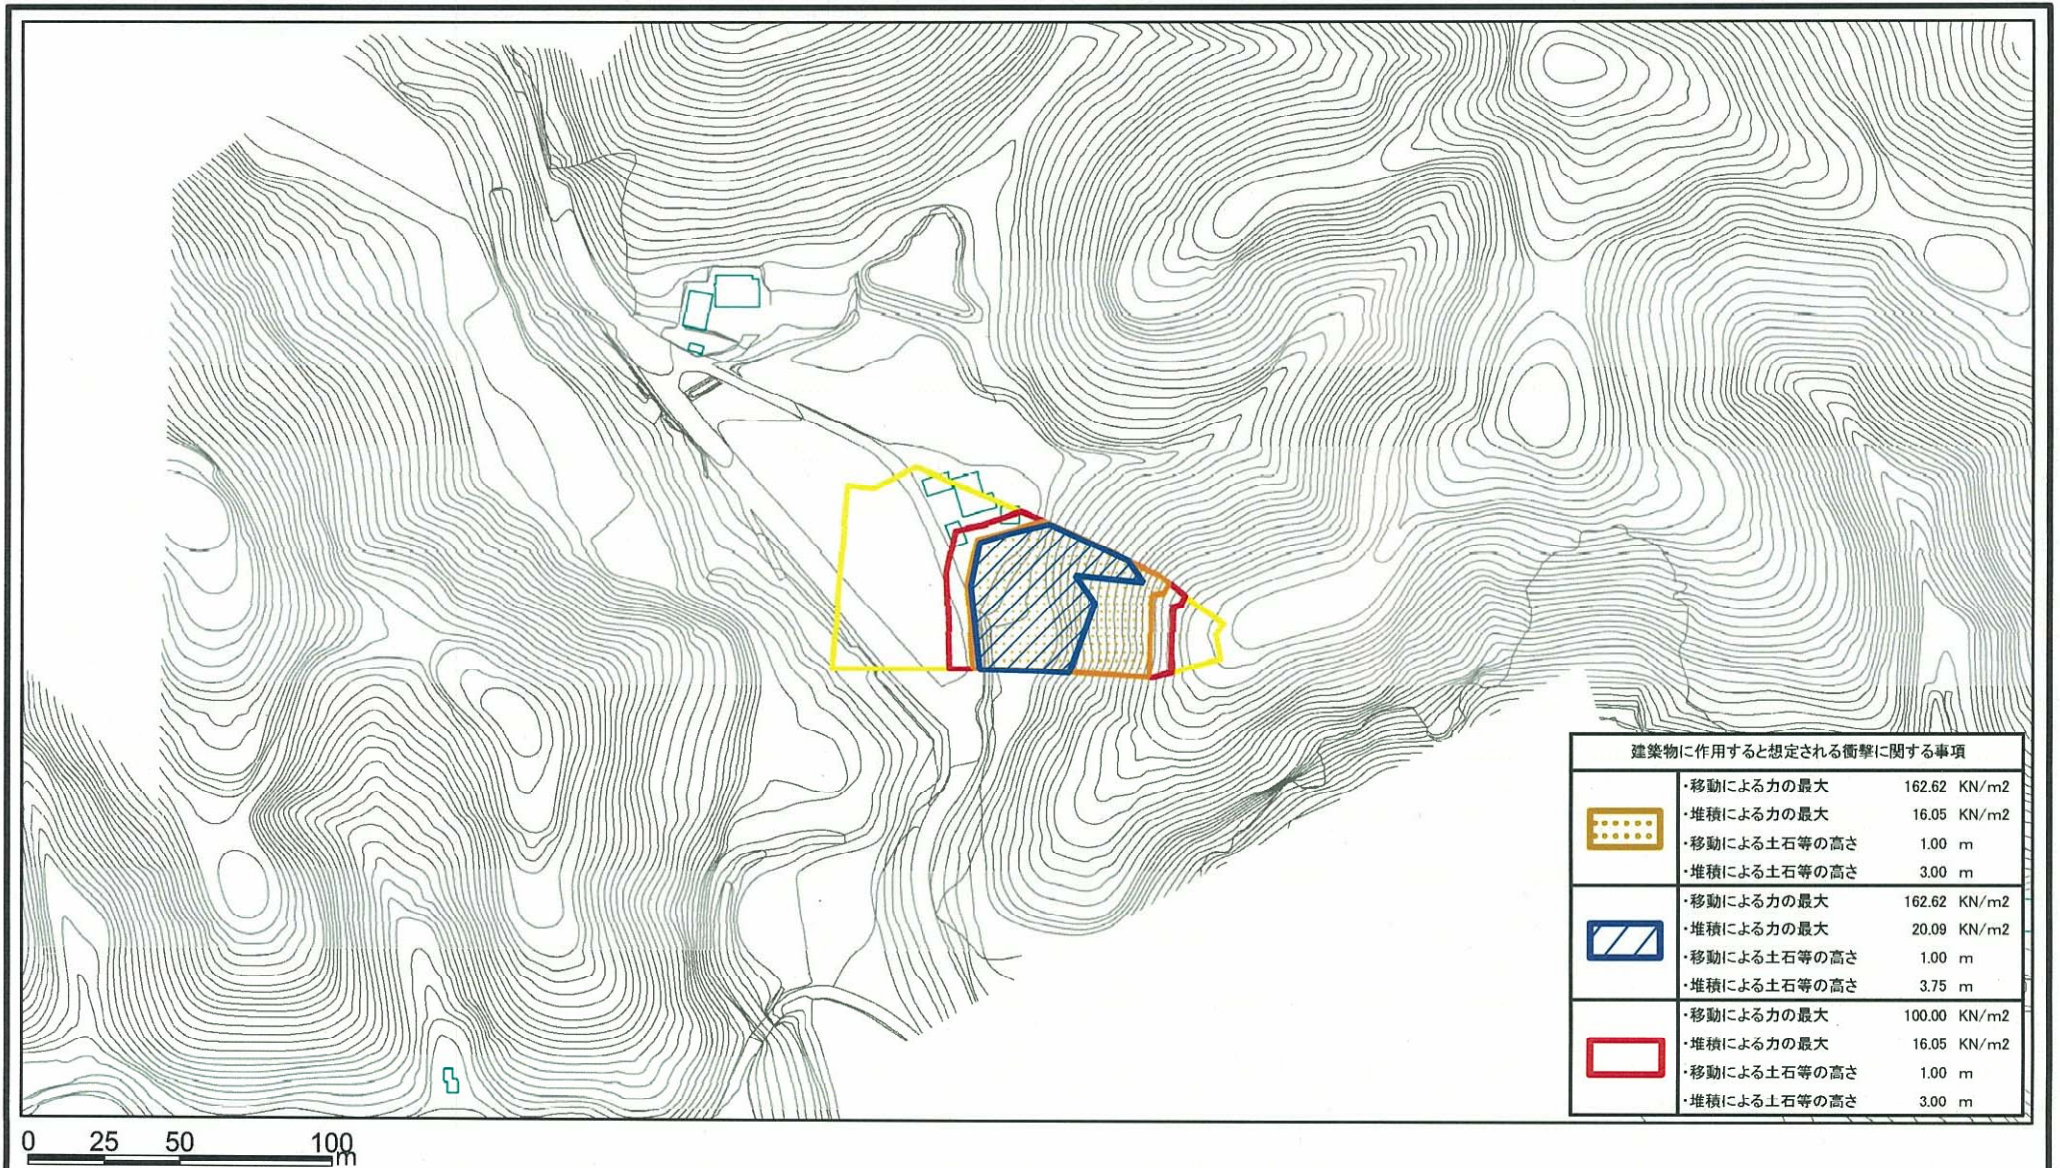 建築物に作用すると想定される衝撃に関する事項
・移動による力の最大 162.62 KN/m2
・堆積による力の最大 16.05 KN/m2
・移動による土石等の高さ 1.00 m
・堆積による土石等の高さ 3.00 m
・移動による力の最大 162.62 KN/m2
・堆積による力の最大 20.09 KN/m2
・移動による土石等の高さ 1.00 m
・堆積による土石等の高さ 3.75 m
・移動による力の最大 100.00 KN/m2
・堆積による力の最大 16.05 KN/m2
・移動による土石等の高さ 1.00 m
・堆積による土石等の高さ 3.00 m
0 25 50 100
m